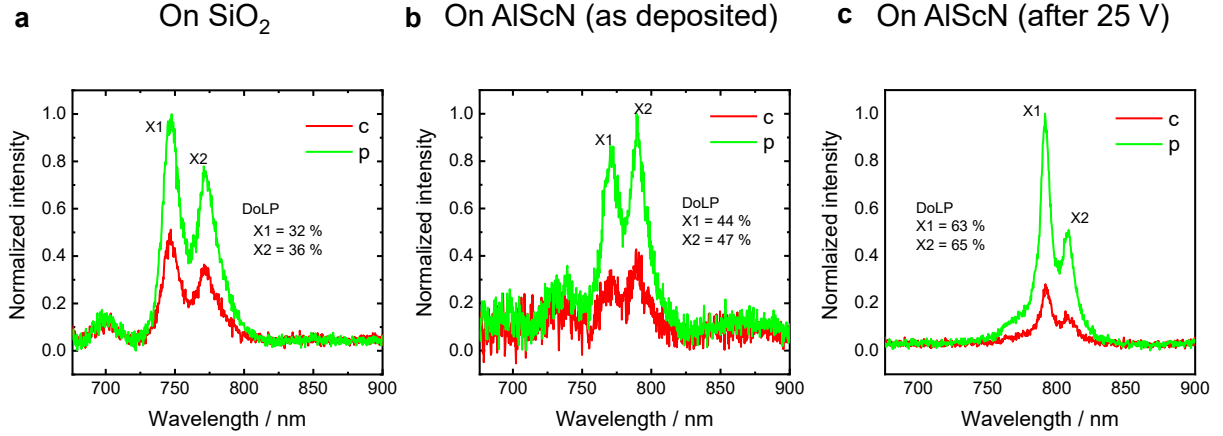 a On SiO₂
Normalized intensity
1.0
0.8
0.6
0.4
0.2
0.0
X1
X2
c
p
DoLP
X1 = 32 %
X2 = 36 %
700 750 800 850 900
Wavelength / nm
b On AlScN (as deposited)
Normalized intensity
1.0
0.8
0.6
0.4
0.2
0.0
X1
X2
c
p
DoLP
X1 = 44 %
X2 = 47 %
700 750 800 850 900
Wavelength / nm
c On AlScN (after 25 V)
Normlaized intensity
1.0
0.8
0.6
0.4
0.2
0.0
X1
X2
c
p
DoLP
X1 = 63 %
X2 = 65 %
700 750 800 850 900
Wavelength / nm